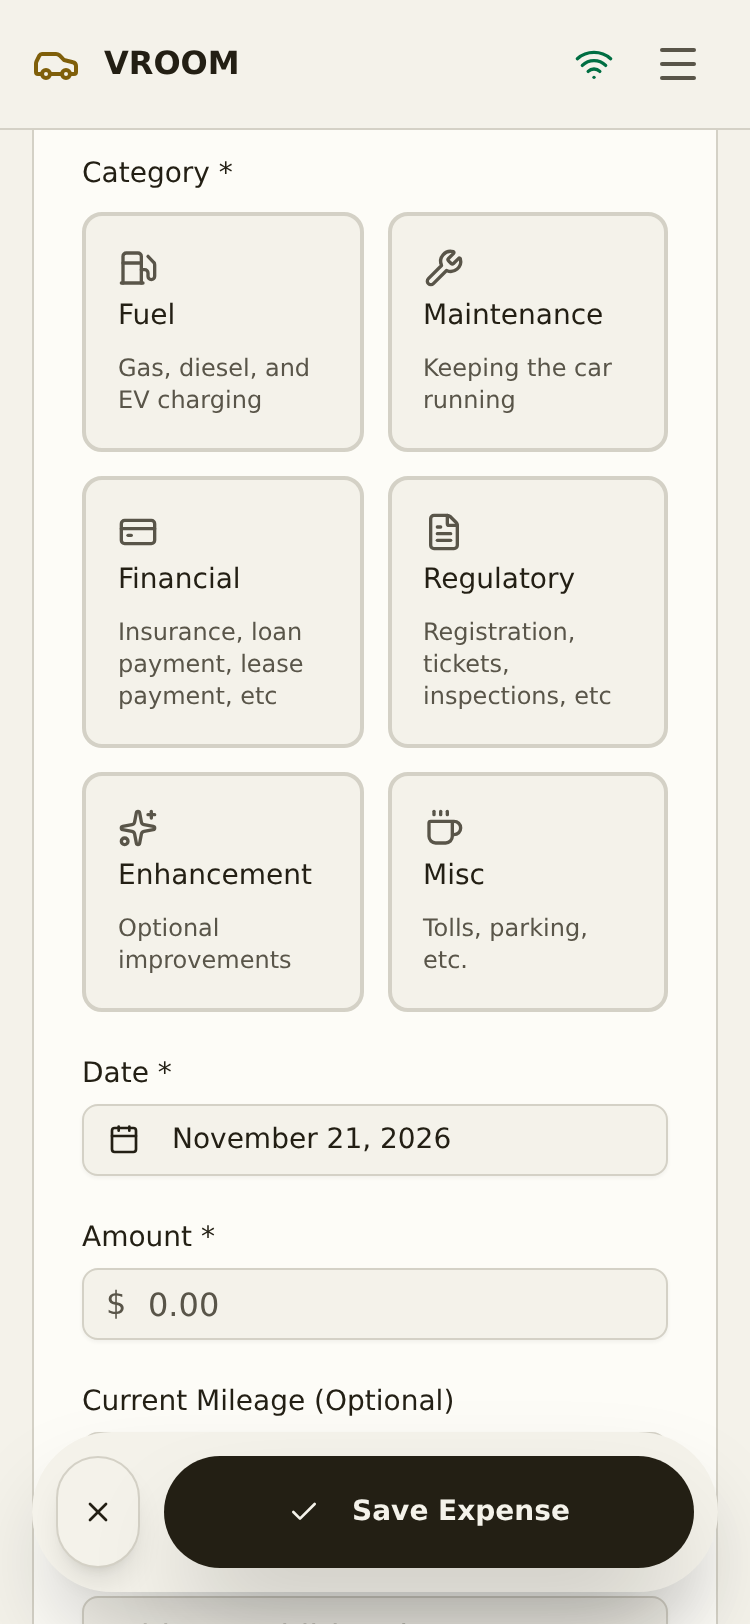 VROOM
Category *
Fuel
Gas, diesel, and
EV charging
Maintenance
Keeping the car
running
Financial
Insurance, loan
payment, lease
payment, etc
Regulatory
Registration,
tickets,
inspections, etc
Enhancement
Optional
improvements
Misc
Tolls, parking,
etc.
Date *
November 21, 2026
Amount *
$ 0.00
Current Mileage (Optional)
Save Expense